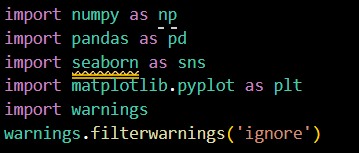 import numpy as np
import pandas as pd
import seaborn as sns
import matplotlib.pyplot as plt
import warnings
warnings.filterwarnings('ignore')